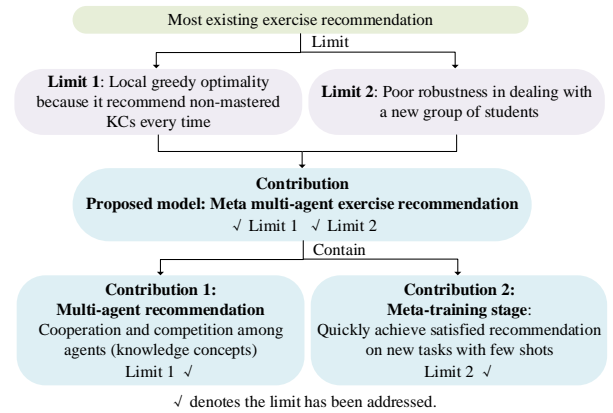 Most existing exercise recommendation
Limit
Limit 1: Local greedy optimality
because it recommend non-mastered
KCs every time
Limit 2: Poor robustness in dealing with
a new group of students
Contribution
Proposed model: Meta multi-agent exercise recommendation
√ Limit 1 √ Limit 2
Contain
Contribution 1:
Multi-agent recommendation
Cooperation and competition among
agents (knowledge concepts)
Limit 1 √
Contribution 2:
Meta-training stage:
Quickly achieve satisfied recommendation
on new tasks with few shots
Limit 2 √
√ denotes the limit has been addressed.